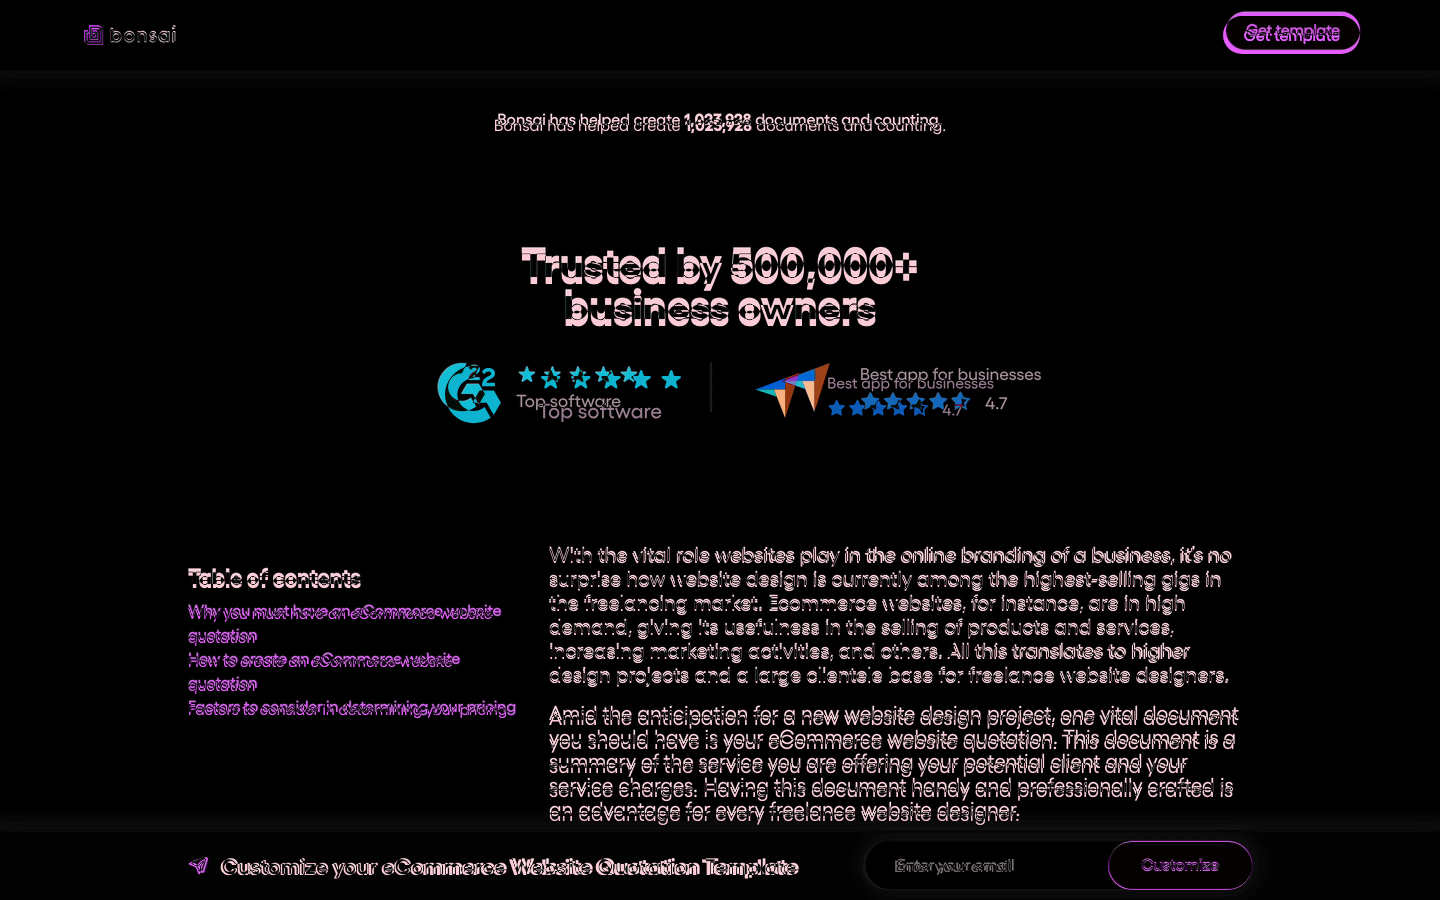 bonsai
Get template
Bonsai has helped create 1,023,928 documents and counting.
Trusted by 500,000+
business owners
Top software
Best app for businesses
4.7
Table of contents
Why you must have an eCommerce website
quotation
How to create an eCommerce website
quotation
Factors to consider in determining your pricing
With the vital role websites play in the online branding of a business, it's no
surprise how website design is currently among the highest-selling gigs in
the freelancing market. Ecommerce websites, for instance, are in high
demand, giving its usefulness in the selling of products and services,
increasing marketing activities, and others. All this translates to higher
design projects and a large clientele base for freelance website designers.
Amid the anticipation for a new website design project, one vital document
you should have is your eCommerce website quotation. This document is a
summary of the service you are offering your potential client and your
service charges. Having this document handy and professionally crafted is
an advantage for every freelance website designer.
Customize your eCommerce Website Quotation Template
Enter your email
Customize